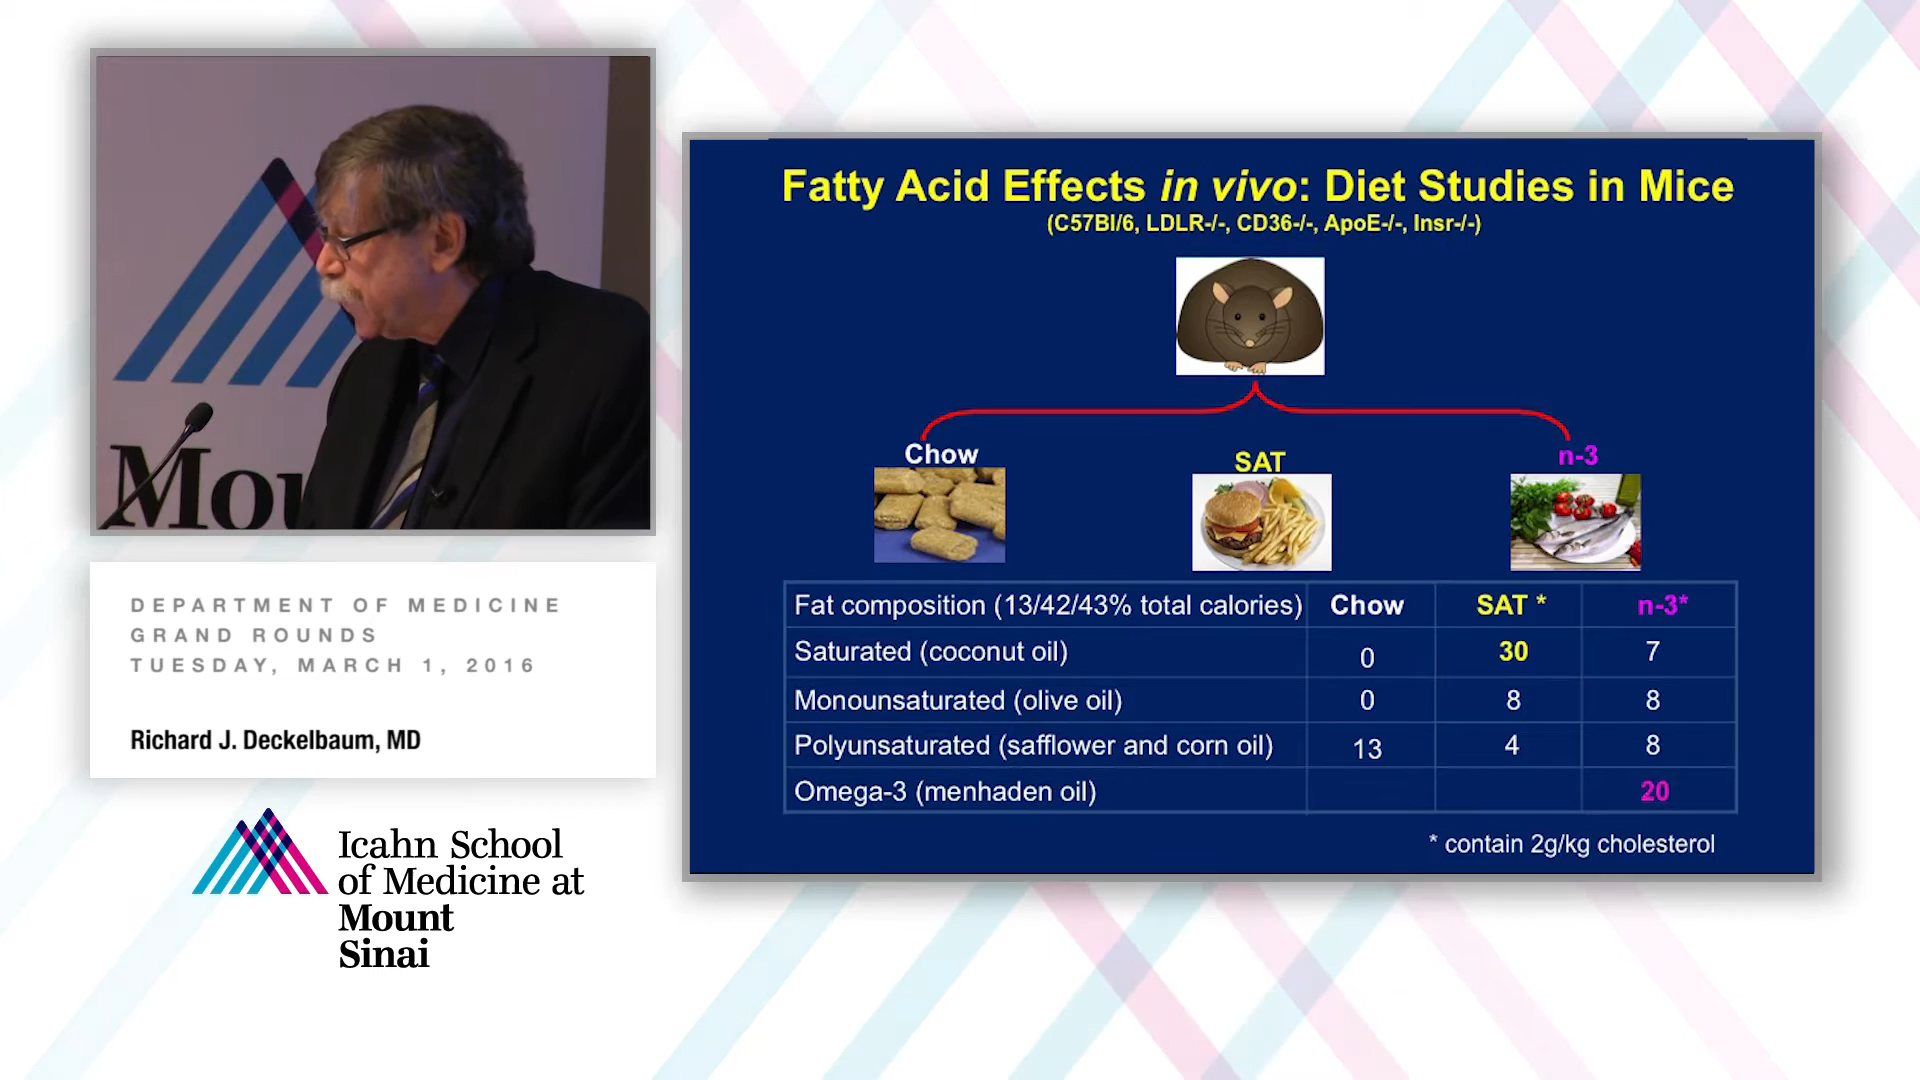 Mou
DEPARTMENT OF MEDICINE
GRAND ROUNDS
TUESDAY, MARCH 1, 2016
Richard J. Deckelbaum, MD
Icahn School
of Medicine at
Mount
Sinai
Fatty Acid Effects in vivo: Diet Studies in Mice
(C57Bl/6, LDLR-/-, CD36-/-, ApoE-/-, Insr-/-)
Chow SAT n-3
Fat composition (13/42/43% total calories) Chow SAT * n-3*
Saturated (coconut oil) 0 30 7
Monounsaturated (olive oil) 0 8 8
Polyunsaturated (safflower and corn oil) 13 4 8
Omega-3 (menhaden oil) 20
* contain 2g/kg cholesterol